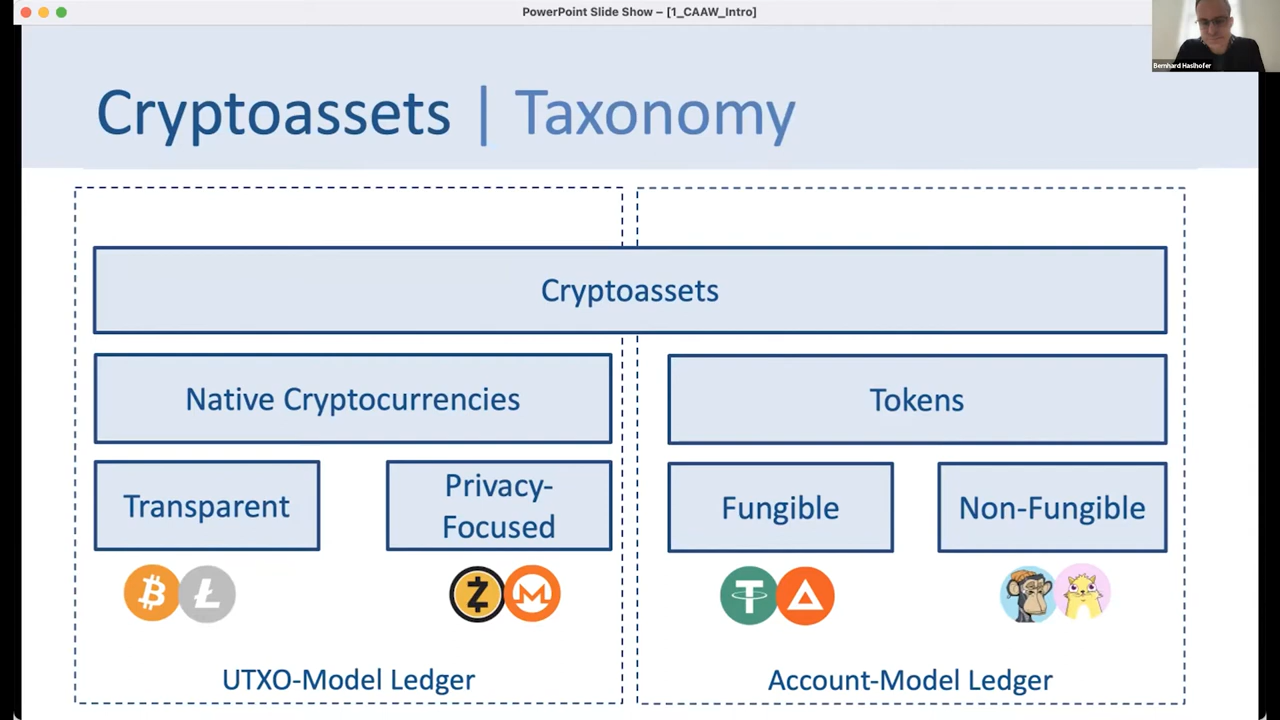 PowerPoint Slide Show – [1_CAAW_Intro]
Bernhard Haslhofer
Cryptoassets | Taxonomy
Cryptoassets
Native Cryptocurrencies
Tokens
Transparent
Privacy-
Focused
Fungible
Non-Fungible
UTXO-Model Ledger
Account-Model Ledger